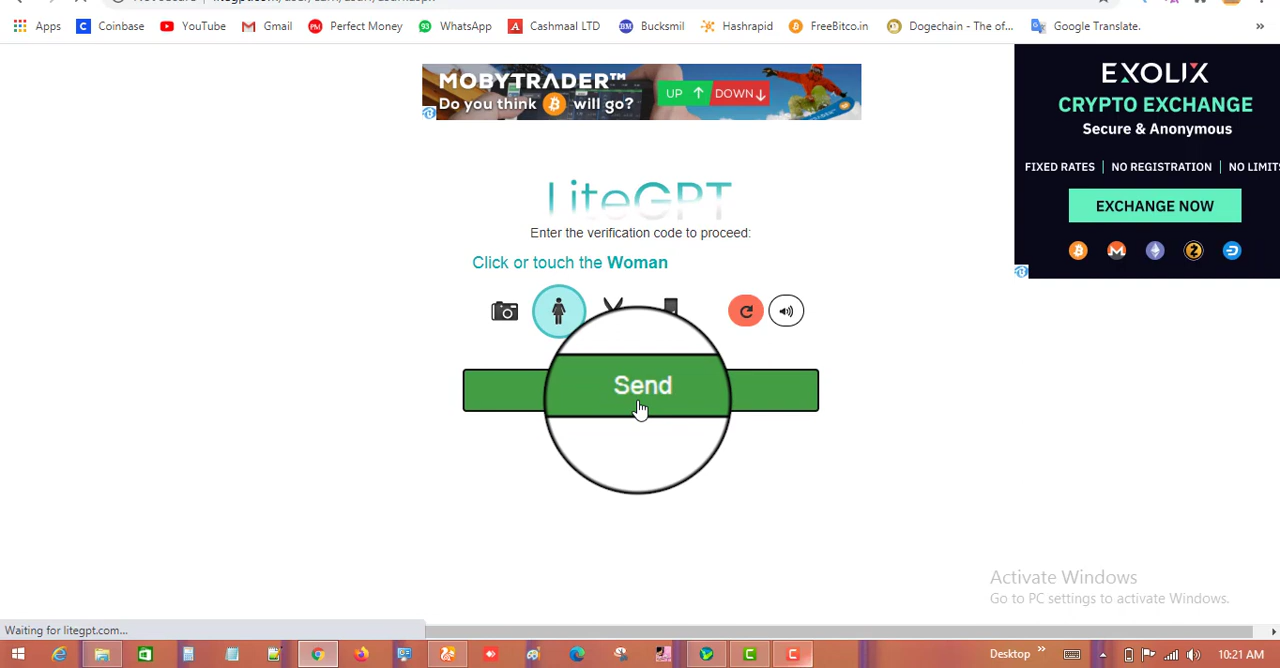 Apps Coinbase YouTube Gmail Perfect Money 93 WhatsApp Cashmaal LTD Bucksmil Hashrapid FreeBitco.in Dogechain - The of... Google Translate. »
MOBYTRADER™
Do you think will go?
UP ↑ DOWN ↓
EXOLIX
CRYPTO EXCHANGE
Secure & Anonymous
FIXED RATES | NO REGISTRATION | NO LIMITS
EXCHANGE NOW
LiteGPT
Enter the verification code to proceed:
Click or touch the Woman
Send
Activate Windows
Go to PC settings to activate Windows.
Waiting for litegpt.com...
Desktop » 10:21 AM